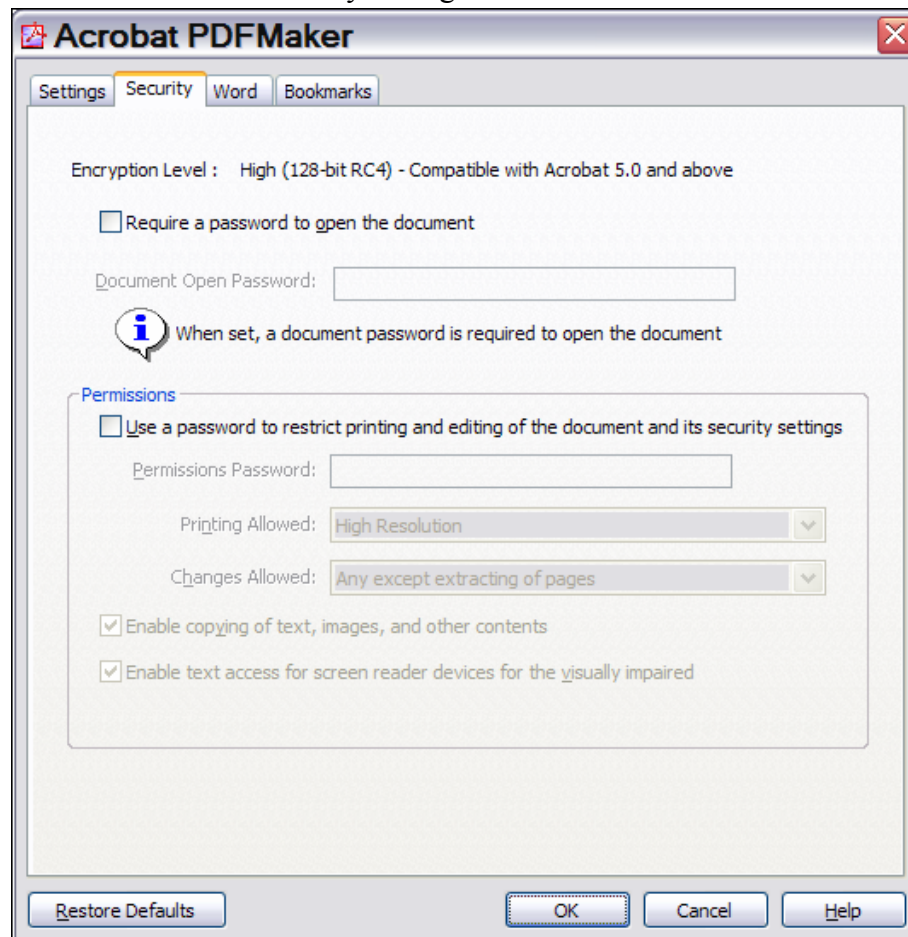 Acrobat PDFMaker
Settings Security Word Bookmarks
Encryption Level : High (128-bit RC4) - Compatible with Acrobat 5.0 and above
Require a password to open the document
Document Open Password:
When set, a document password is required to open the document
Permissions
Use a password to restrict printing and editing of the document and its security settings
Permissions Password:
Printing Allowed: High Resolution
Changes Allowed: Any except extracting of pages
Enable copying of text, images, and other contents
Enable text access for screen reader devices for the visually impaired
Restore Defaults OK Cancel Help